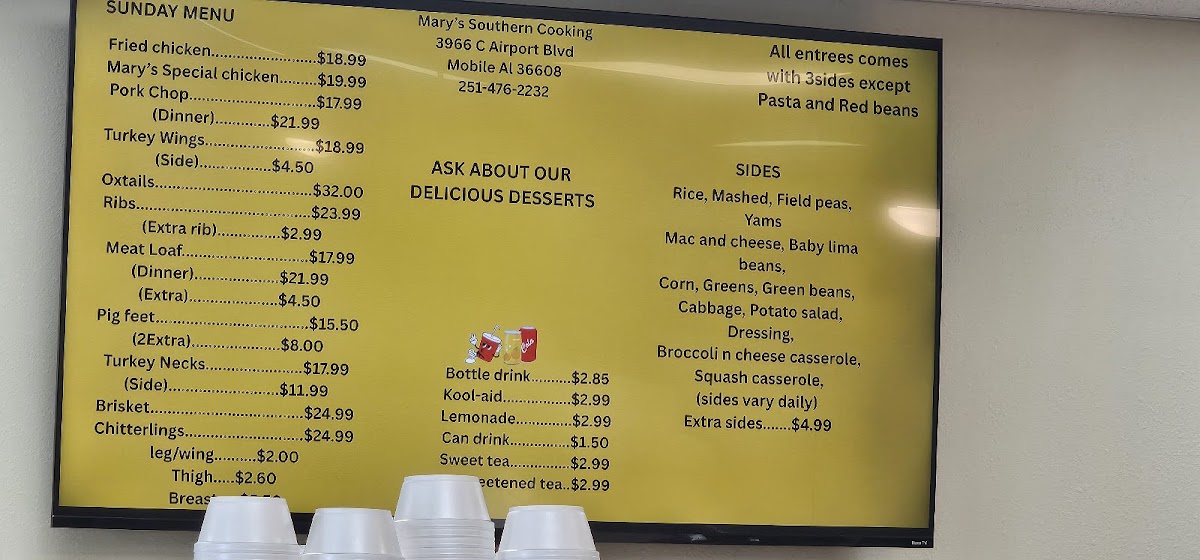 SUNDAY MENU
Fried chicken.......................$18.99
Mary's Special chicken.......$19.99
Pork Chop............................$17.99
(Dinner).............$21.99
Turkey Wings........................$18.99
(Side)................$4.50
Oxtails..................................$32.00
Ribs......................................$23.99
(Extra rib)..............$2.99
Meat Loaf............................$17.99
(Dinner)...................$21.99
(Extra)....................$4.50
Pig feet..................................$15.50
(2Extra)...................$8.00
Turkey Necks.....................$17.99
(Side)........................$11.99
Brisket.................................$24.99
Chitterlings..........................$24.99
leg/wing..........$2.00
Thigh.....$2.60
Mary's Southern Cooking
3966 C Airport Blvd
Mobile Al 36608
251-476-2232
ASK ABOUT OUR
DELICIOUS DESSERTS
Cola
Bottle drink.........$2.85
Kool-aid................$2.99
Lemonade............$2.99
Can drink.............$1.50
Sweet tea.............$2.99
eetened tea..$2.99
All entrees comes
with 3sides except
Pasta and Red beans
SIDES
Rice, Mashed, Field peas,
Yams
Mac and cheese, Baby lima
beans,
Corn, Greens, Green beans,
Cabbage, Potato salad,
Dressing,
Broccoli n cheese casserole,
Squash casserole,
(sides vary daily)
Extra sides.......$4.99